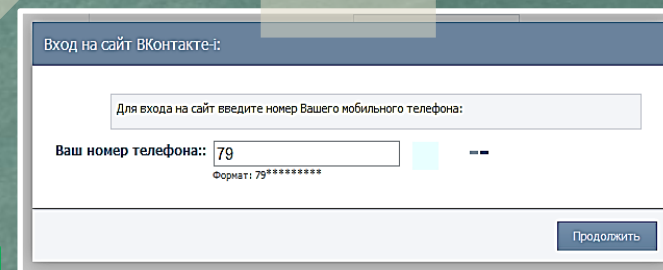 Вход на сайт ВКонтакте-i:
Для входа на сайт введите номер Вашего мобильного телефона:
Ваш номер телефона:: 79
Формат: 79*********
Продолжить